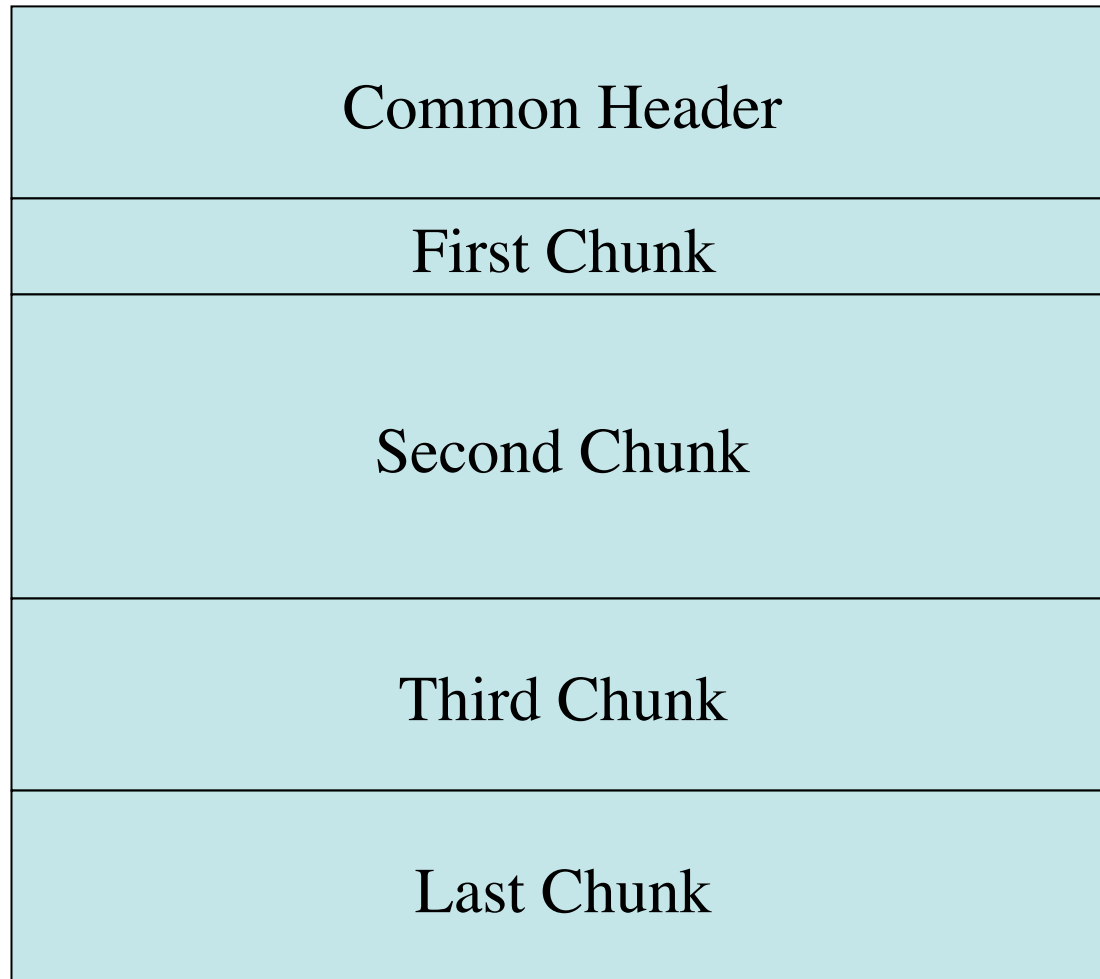 Common Header
First Chunk
Second Chunk
Third Chunk
Last Chunk